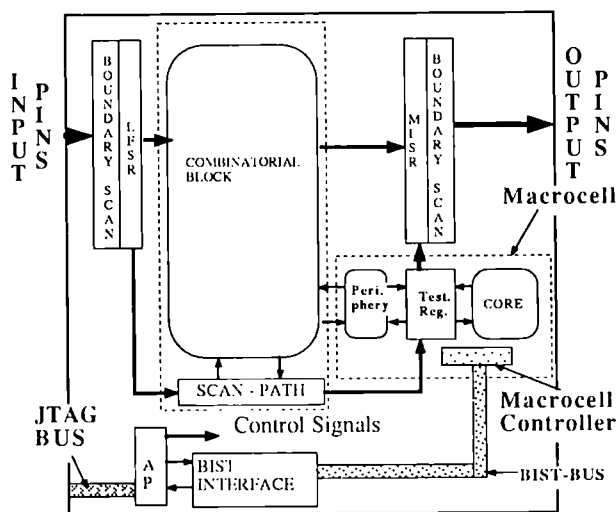 INPUT
PINS
BOUNDARY SCAN
LFSR
COMBINATORIAL
BLOCK
MISR
BOUNDARY SCAN
OUTPUT
PINS
Macrocell
Peri.
phery
Test.
Reg.
CORE
SCAN - PATH
Macrocell
Controller
JTAG
BUS
Control Signals
AP
BIST
INTERFACE
BIST-BUS